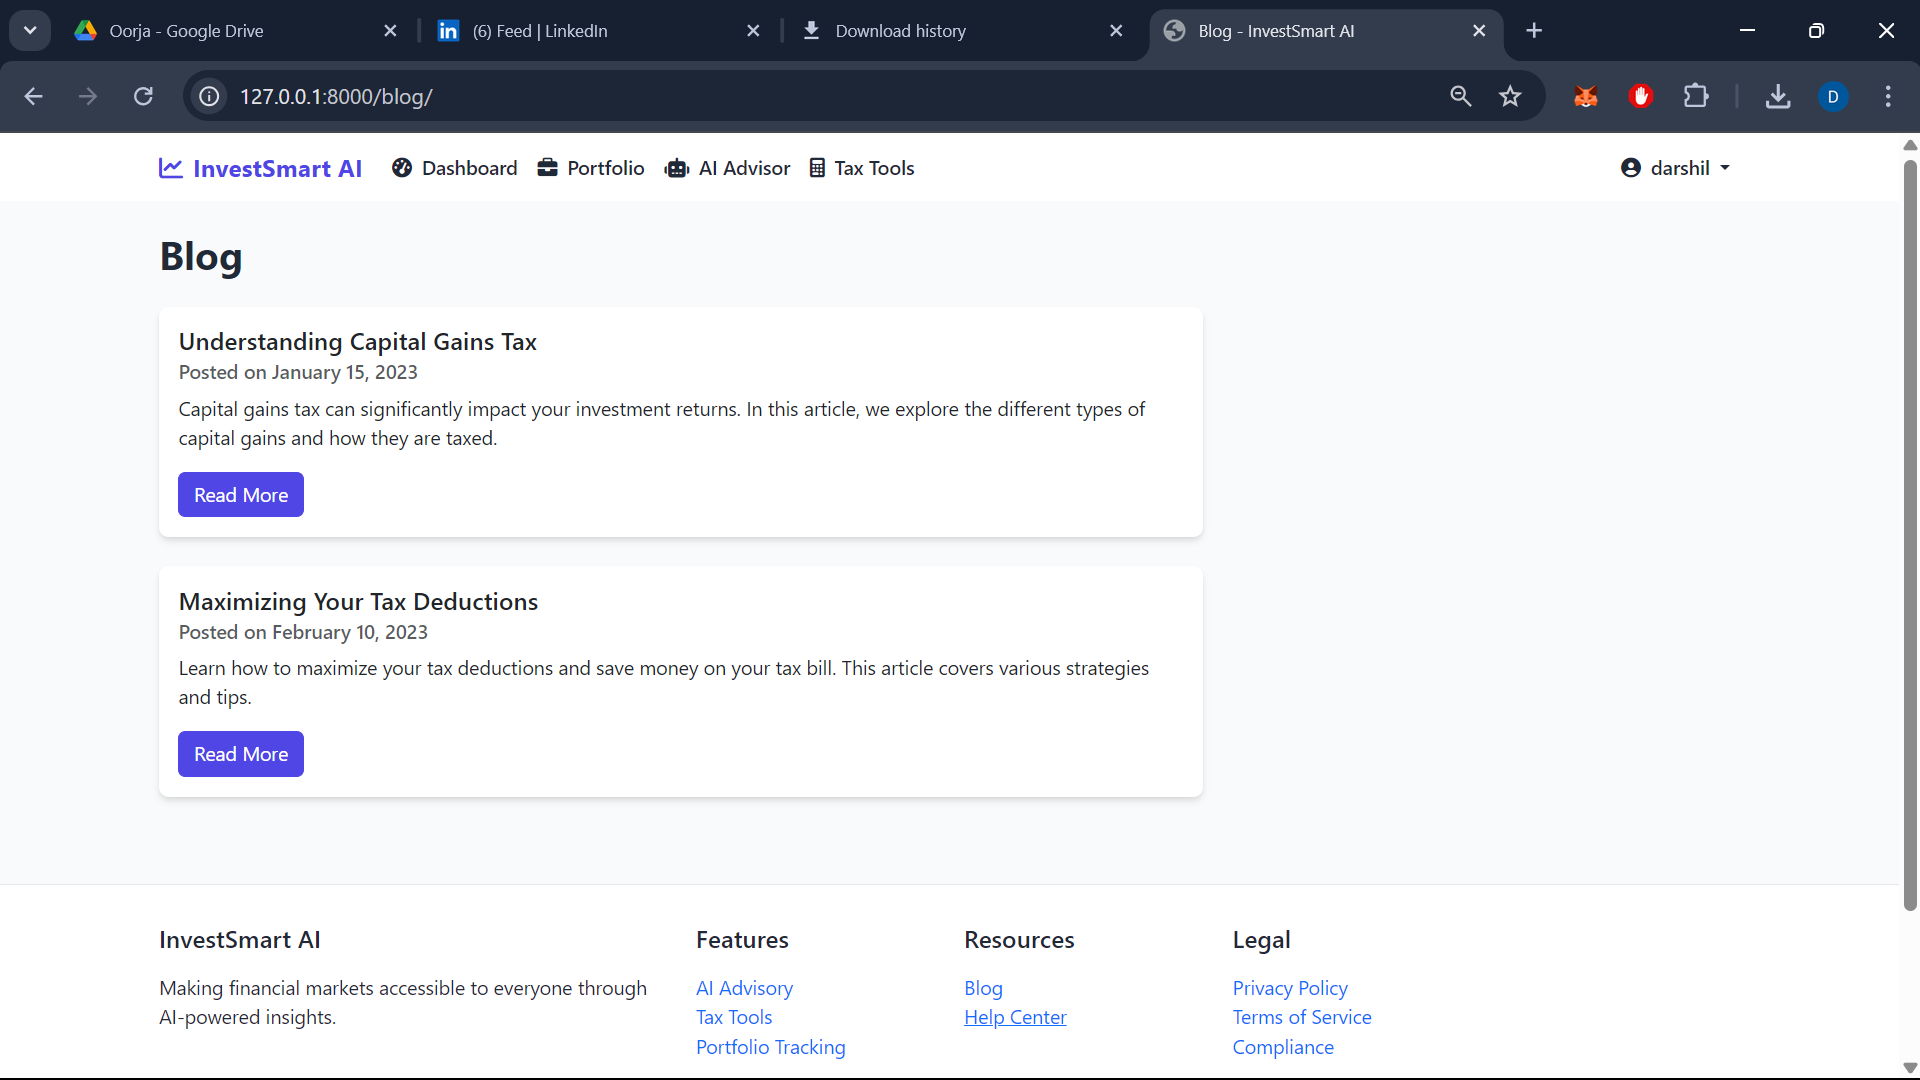 Oorja - Google Drive
(6) Feed | LinkedIn
Download history
Blog - InvestSmart AI
127.0.0.1:8000/blog/
D
InvestSmart AI
Dashboard
Portfolio
AI Advisor
Tax Tools
darshil
Blog
Understanding Capital Gains Tax
Posted on January 15, 2023
Capital gains tax can significantly impact your investment returns. In this article, we explore the different types of
capital gains and how they are taxed.
Read More
Maximizing Your Tax Deductions
Posted on February 10, 2023
Learn how to maximize your tax deductions and save money on your tax bill. This article covers various strategies
and tips.
Read More
InvestSmart AI
Making financial markets accessible to everyone through
AI-powered insights.
Features
AI Advisory
Tax Tools
Portfolio Tracking
Resources
Blog
Help Center
Legal
Privacy Policy
Terms of Service
Compliance